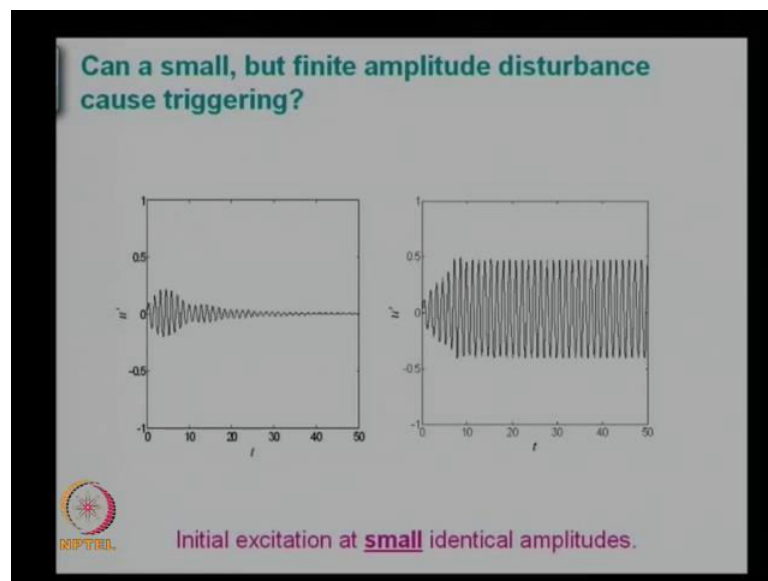 Can a small, but finite amplitude disturbance
cause triggering?
1
0.5
0
-0.5
-1
u'
0 10 20 30 40 50
t
1
0.5
0
-0.5
-1
u'
0 10 20 30 40 50
t
NPTEL
Initial excitation at small identical amplitudes.